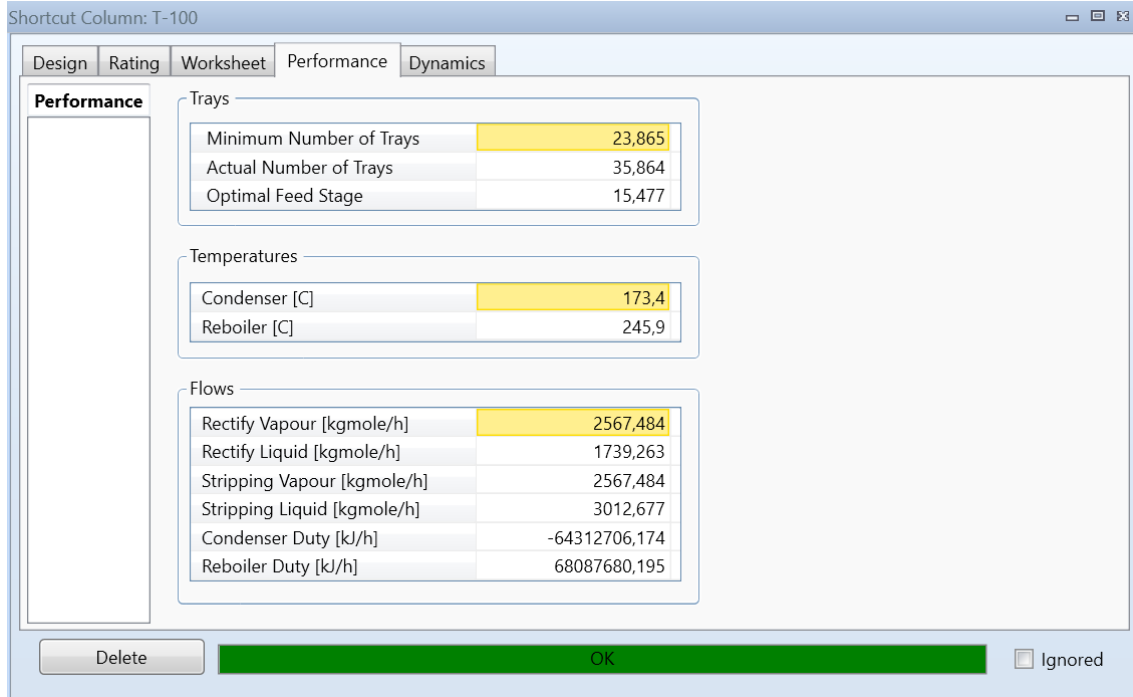 Shortcut Column: T-100
Design Rating Worksheet Performance Dynamics
Performance
Trays
Minimum Number of Trays 23,865
Actual Number of Trays 35,864
Optimal Feed Stage 15,477
Temperatures
Condenser [C] 173,4
Reboiler [C] 245,9
Flows
Rectify Vapour [kgmole/h] 2567,484
Rectify Liquid [kgmole/h] 1739,263
Stripping Vapour [kgmole/h] 2567,484
Stripping Liquid [kgmole/h] 3012,677
Condenser Duty [kJ/h] -64312706,174
Reboiler Duty [kJ/h] 68087680,195
Delete OK Ignored